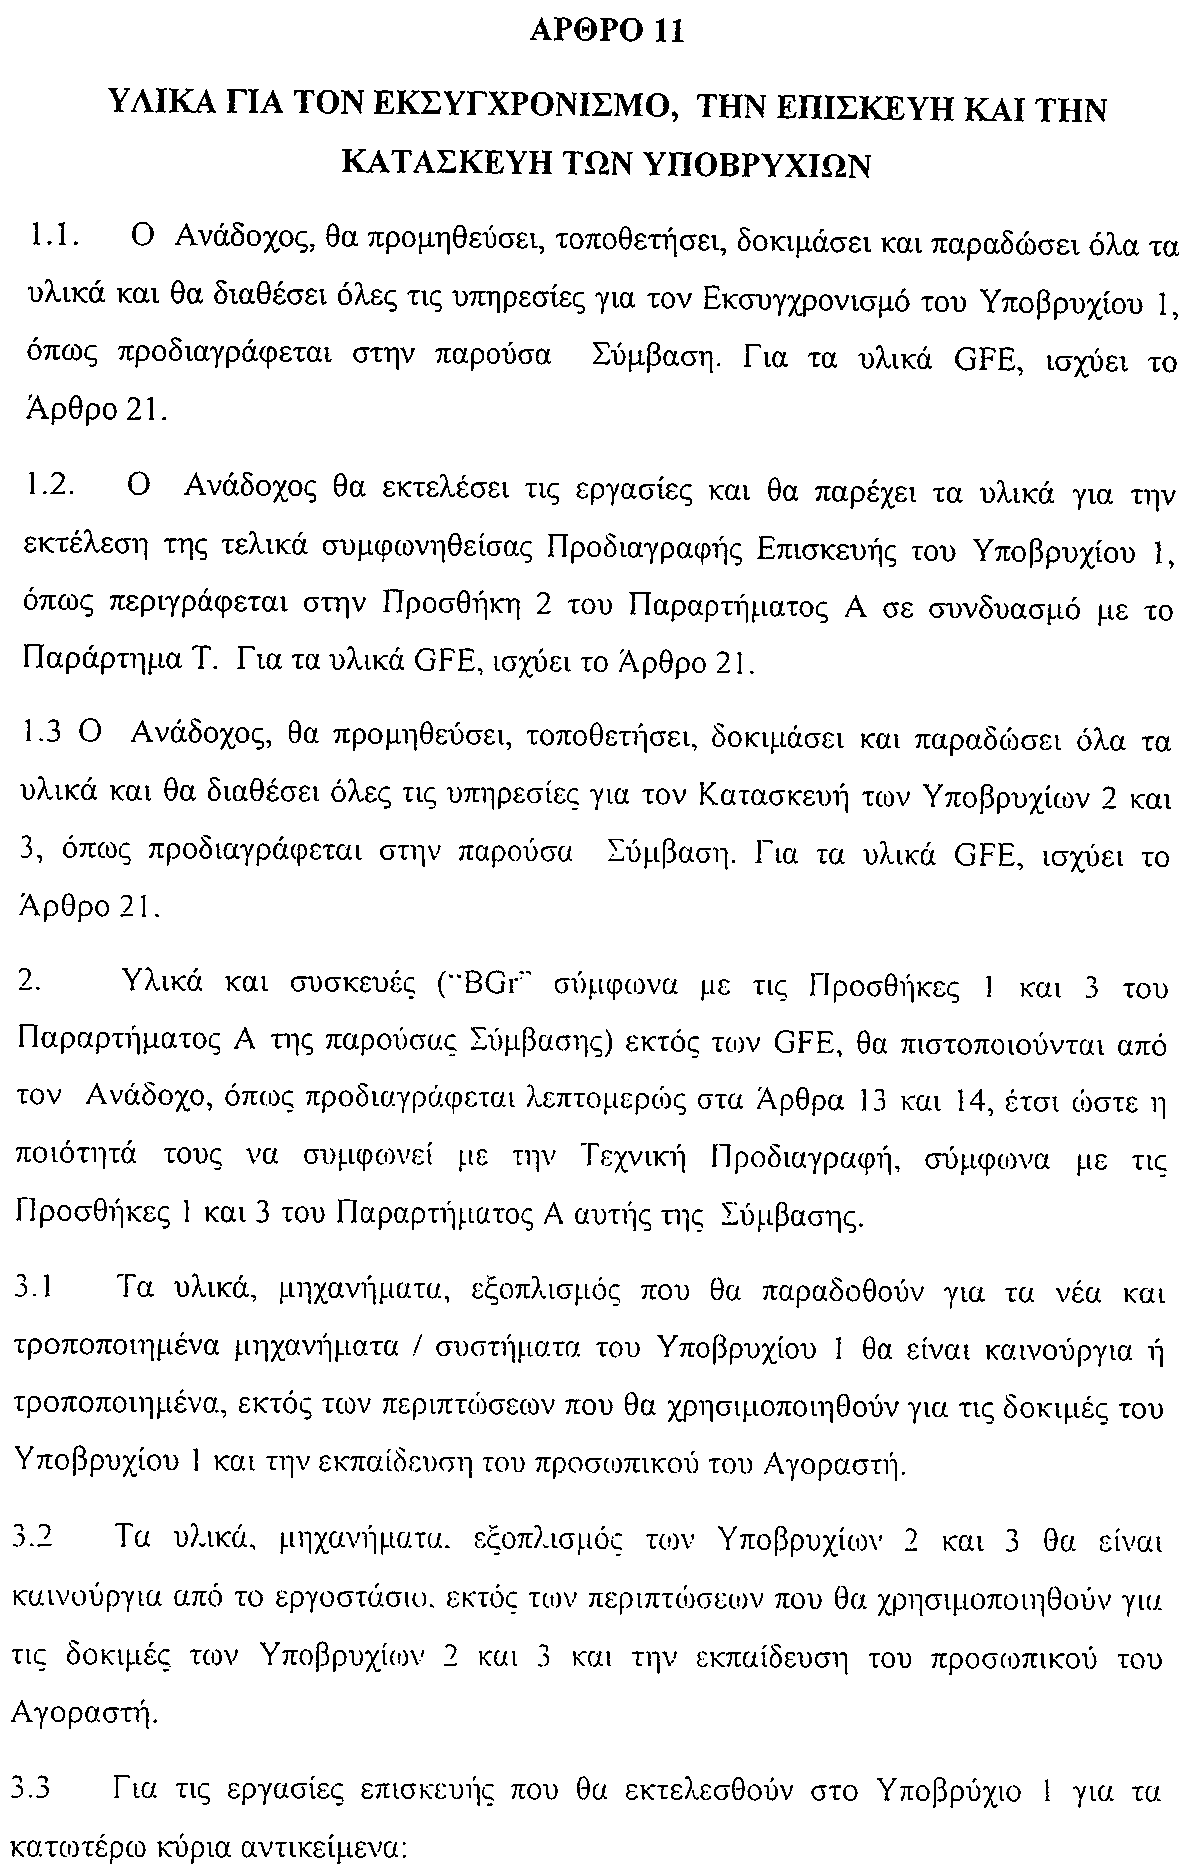 ΑΡΘΡΟ 11
ΥΛΙΚΑ ΓΙΑ ΤΟΝ ΕΚΣΥΓΧΡΟΝΙΣΜΟ, ΤΗΝ ΕΠΙΣΚΕΥΗ ΚΑΙ ΤΗΝ
ΚΑΤΑΣΚΕΥΗ ΤΩΝ ΥΠΟΒΡΥΧΙΩΝ
1.1. Ο Ανάδοχος, θα προμηθεύσει, τοποθετήσει, δοκιμάσει και παραδώσει όλα τα
υλικά και θα διαθέσει όλες τις υπηρεσίες για τον Εκσυγχρονισμό του Υποβρυχίου 1,
όπως προδιαγράφεται στην παρούσα Σύμβαση. Για τα υλικά GFE, ισχύει το
Άρθρο 21.
1.2. Ο Ανάδοχος θα εκτελέσει τις εργασίες και θα παρέχει τα υλικά για την
εκτέλεση της τελικά συμφωνηθείσας Προδιαγραφής Επισκευής του Υποβρυχίου 1,
όπως περιγράφεται στην Προσθήκη 2 του Παραρτήματος Α σε συνδυασμό με το
Παράρτημα Τ. Για τα υλικά GFE, ισχύει το Άρθρο 21.
1.3 Ο Ανάδοχος, θα προμηθεύσει, τοποθετήσει, δοκιμάσει και παραδώσει όλα τα
υλικά και θα διαθέσει όλες τις υπηρεσίες για τον Κατασκευή των Υποβρυχίων 2 και
3, όπως προδιαγράφεται στην παρούσα Σύμβαση. Για τα υλικά GFE, ισχύει το
Άρθρο 21.
2. Υλικά και συσκευές ("BGr" σύμφωνα με τις Προσθήκες 1 και 3 του
Παραρτήματος Α της παρούσας Σύμβασης) εκτός των GFE, θα πιστοποιούνται από
τον Ανάδοχο, όπως προδιαγράφεται λεπτομερώς στα Άρθρα 13 και 14, έτσι ώστε η
ποιότητά τους να συμφωνεί με την Τεχνική Προδιαγραφή, σύμφωνα με τις
Προσθήκες 1 και 3 του Παραρτήματος Α αυτής της Σύμβασης.
3.1 Τα υλικά, μηχανήματα, εξοπλισμός που θα παραδοθούν για τα νέα και
τροποποιημένα μηχανήματα / συστήματα του Υποβρυχίου 1 θα είναι καινούργια ή
τροποποιημένα, εκτός των περιπτώσεων που θα χρησιμοποιηθούν για τις δοκιμές του
Υποβρυχίου 1 και την εκπαίδευση του προσωπικού του Αγοραστή.
3.2 Τα υλικά, μηχανήματα, εξοπλισμός των Υποβρυχίων 2 και 3 θα είναι
καινούργια από το εργοστάσιο, εκτός των περιπτώσεων που θα χρησιμοποιηθούν για
τις δοκιμές των Υποβρυχίων 2 και 3 και την εκπαίδευση του προσωπικού του
Αγοραστή.
3.3 Για τις εργασίες επισκευής που θα εκτελεσθούν στο Υποβρύχιο 1 για τα
κατωτέρω κύρια αντικείμενα: